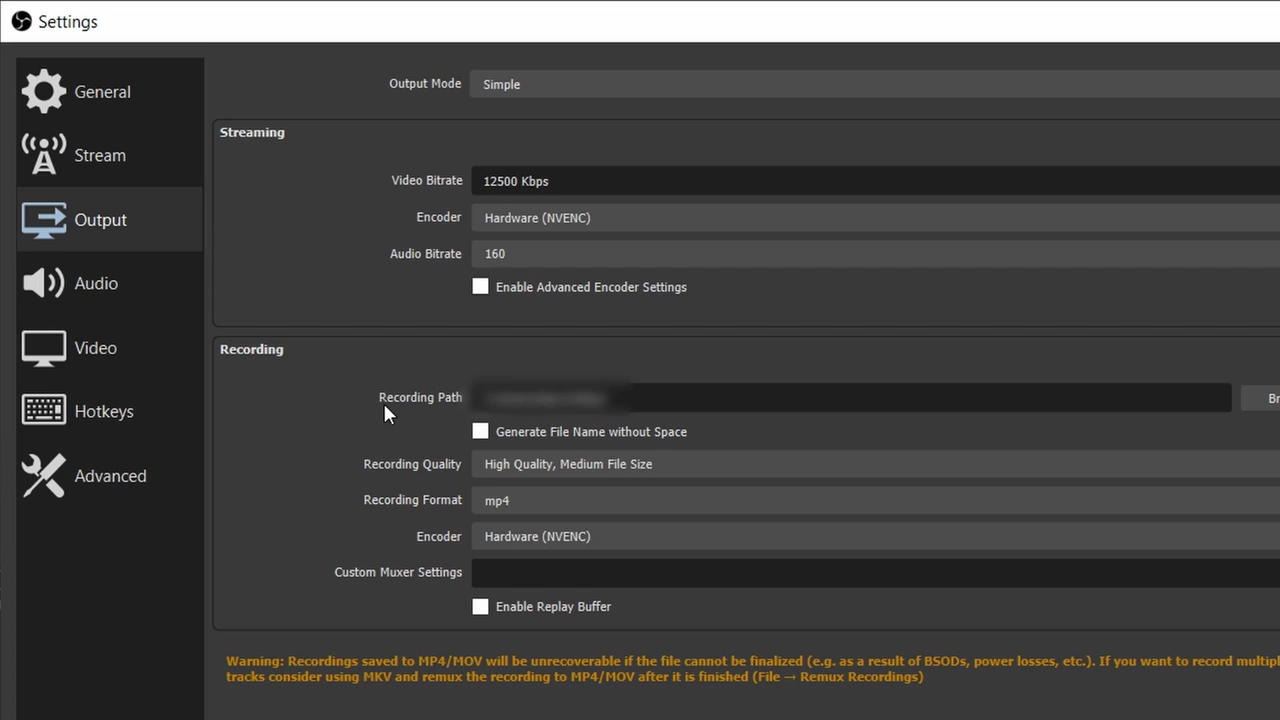 Settings
General
Stream
Output
Audio
Video
Hotkeys
Advanced
Output Mode Simple
Streaming
Video Bitrate 12500 Kbps
Encoder Hardware (NVENC)
Audio Bitrate 160
Enable Advanced Encoder Settings
Recording
Recording Path
Br
Generate File Name without Space
Recording Quality High Quality, Medium File Size
Recording Format mp4
Encoder Hardware (NVENC)
Custom Muxer Settings
Enable Replay Buffer
Warning: Recordings saved to MP4/MOV will be unrecoverable if the file cannot be finalized (e.g. as a result of BSODs, power losses, etc.). If you want to record multipl
tracks consider using MKV and remux the recording to MP4/MOV after it is finished (File → Remux Recordings)